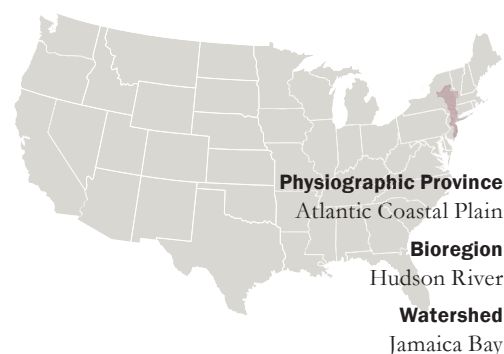 Physiographic Province
Atlantic Coastal Plain
Bioregion
Hudson River
Watershed
Jamaica Bay